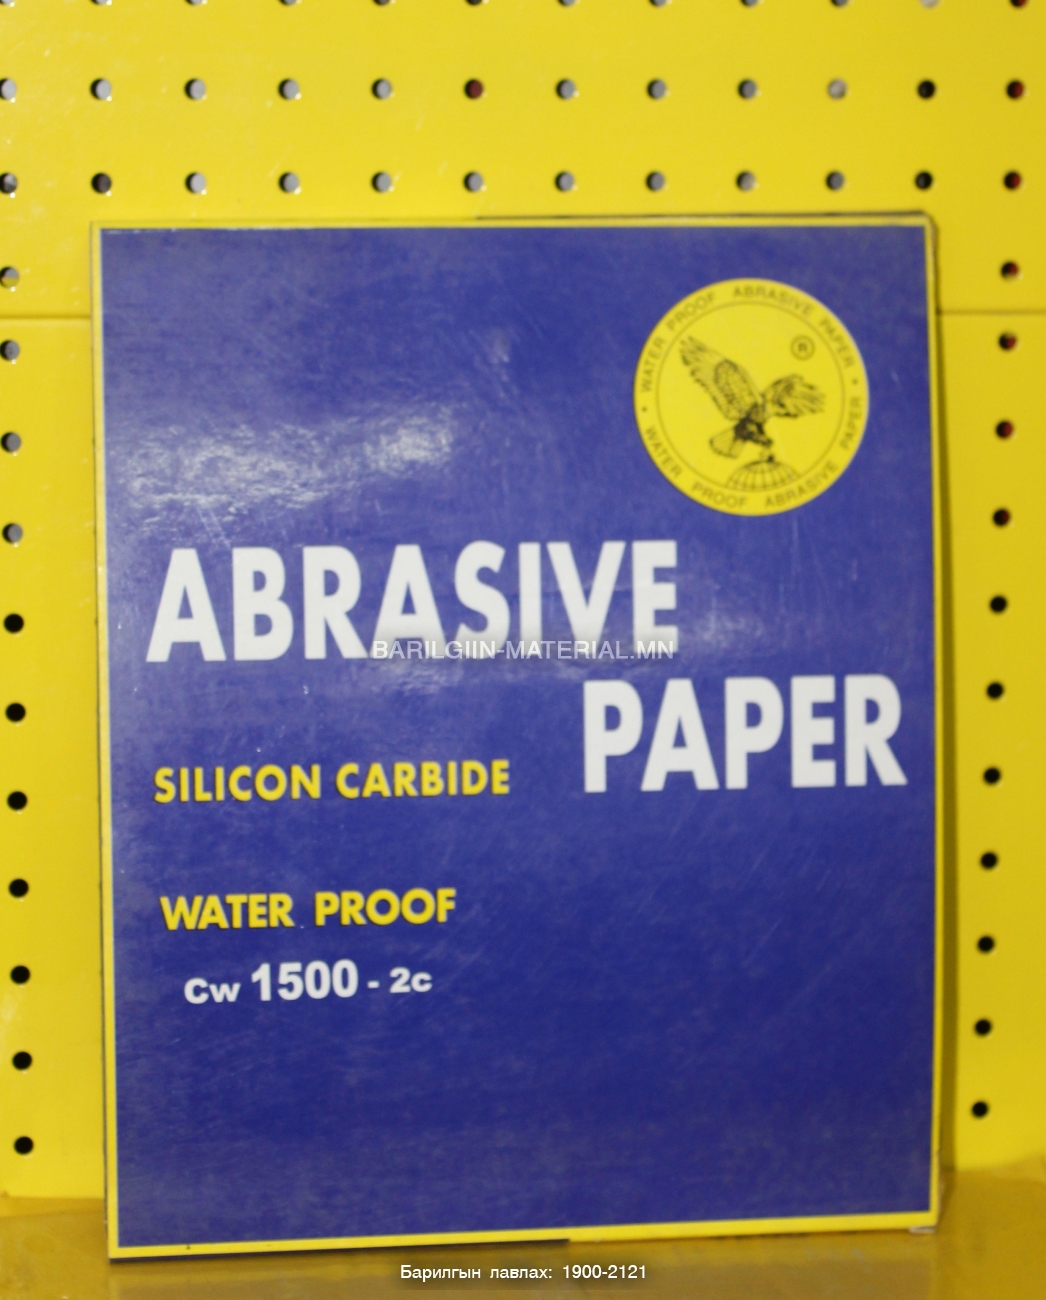 WATER PROOF ABRASIVE PAPER
®
WATER PROOF ABRASIVE PAPER
ABRASIVE
BARILGIIN-MATERIAL.MN
PAPER
SILICON CARBIDE
WATER PROOF
Cw 1500 - 2c
Барилгын лавлах: 1900-2121